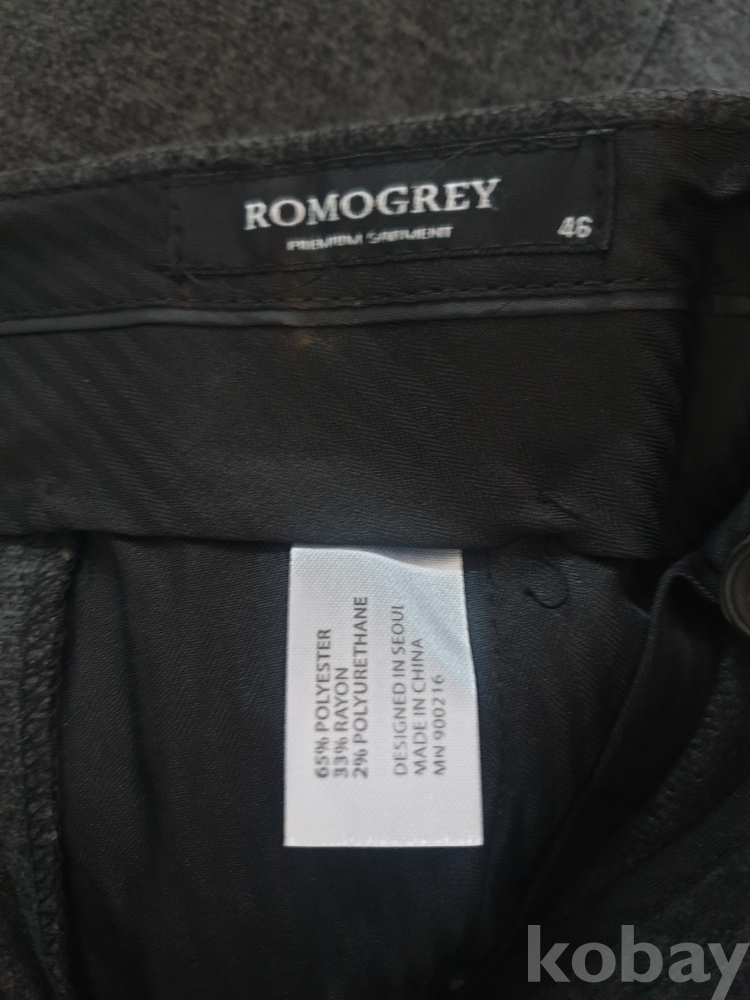 ROMOGREY
PREMIUM GARMENT
46
65% POLYESTER
33% RAYON
2% POLYURETHANE
DESIGNED IN SEOUL
MADE IN CHINA
MN 900216
kobay